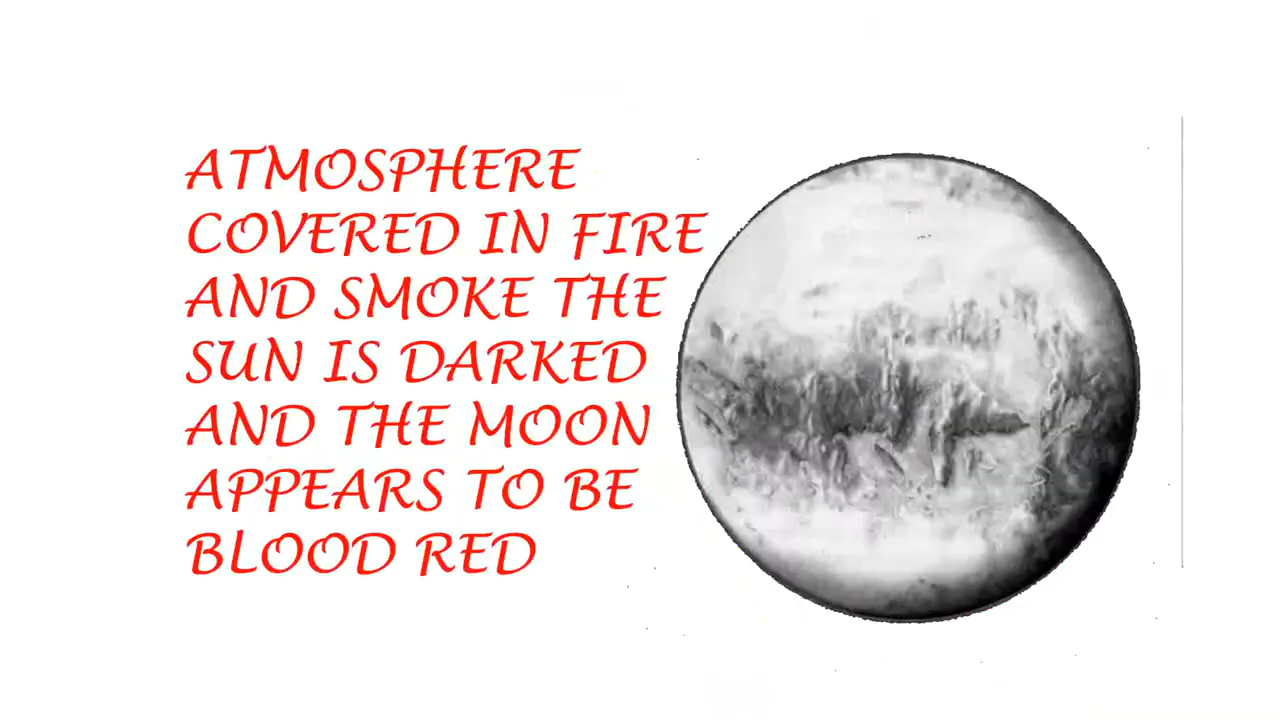 ATMOSPHERE
COVERED IN FIRE
AND SMOKE THE
SUN IS DARKED
AND THE MOON
APPEARS TO BE
BLOOD RED